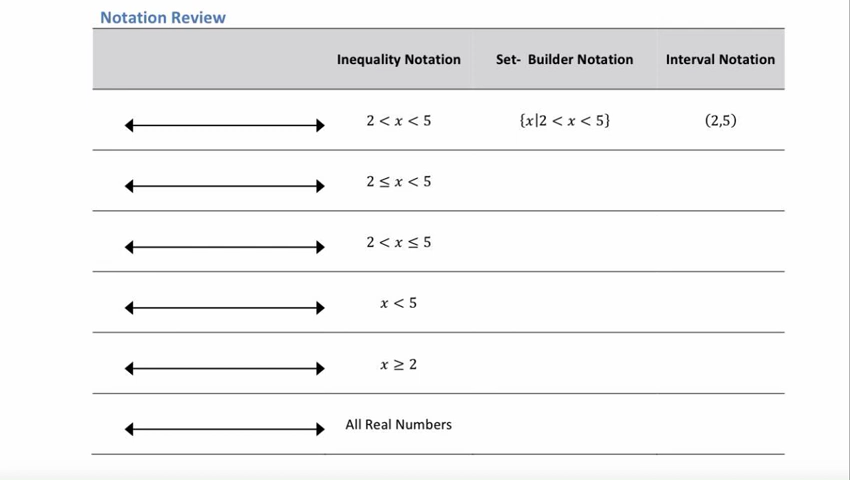 Notation Review
Inequality Notation Set- Builder Notation Interval Notation
2 < x < 5 {x|2 < x < 5} (2,5)
2 ≤ x < 5
2 < x ≤ 5
x < 5
x ≥ 2
All Real Numbers